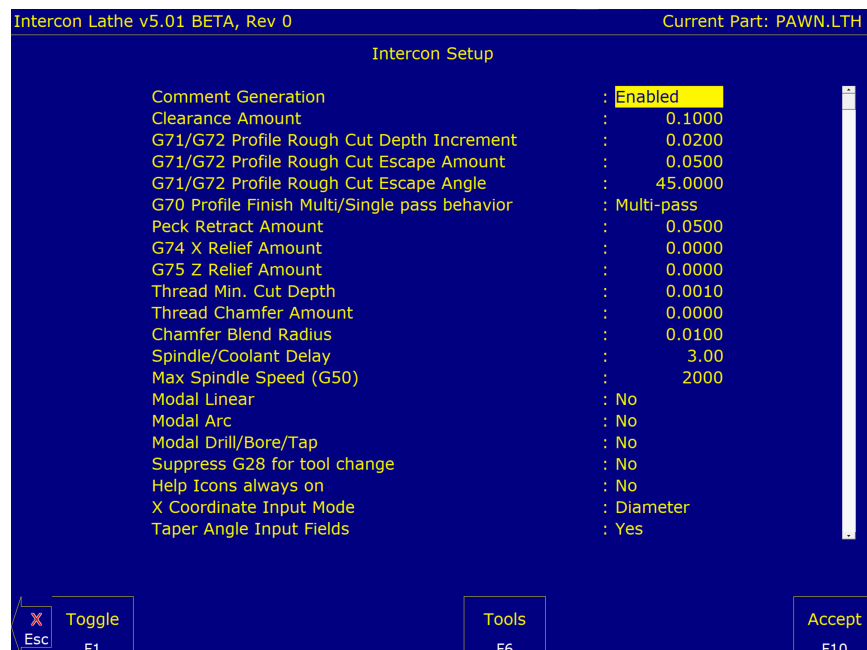 Intercon Lathe v5.01 BETA, Rev 0 Current Part: PAWN.LTH
Intercon Setup
Comment Generation : Enabled
Clearance Amount : 0.1000
G71/G72 Profile Rough Cut Depth Increment : 0.0200
G71/G72 Profile Rough Cut Escape Amount : 0.0500
G71/G72 Profile Rough Cut Escape Angle : 45.0000
G70 Profile Finish Multi/Single pass behavior : Multi-pass
Peck Retract Amount : 0.0500
G74 X Relief Amount : 0.0000
G75 Z Relief Amount : 0.0000
Thread Min. Cut Depth : 0.0010
Thread Chamfer Amount : 0.0000
Chamfer Blend Radius : 0.0100
Spindle/Coolant Delay : 3.00
Max Spindle Speed (G50) : 2000
Modal Linear : No
Modal Arc : No
Modal Drill/Bore/Tap : No
Suppress G28 for tool change : No
Help Icons always on : No
X Coordinate Input Mode : Diameter
Taper Angle Input Fields : Yes
X Toggle Tools Accept
Esc F1 F6 F10